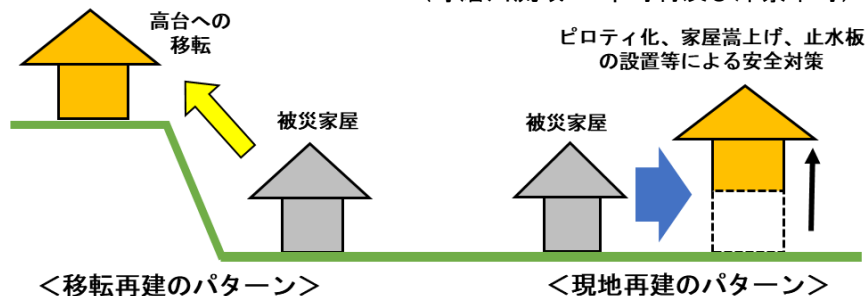 高台への
移転
ピロティ化、家屋嵩上げ、止水板
の設置等による安全対策
被災家屋
被災家屋
＜移転再建のパターン＞
＜現地再建のパターン＞